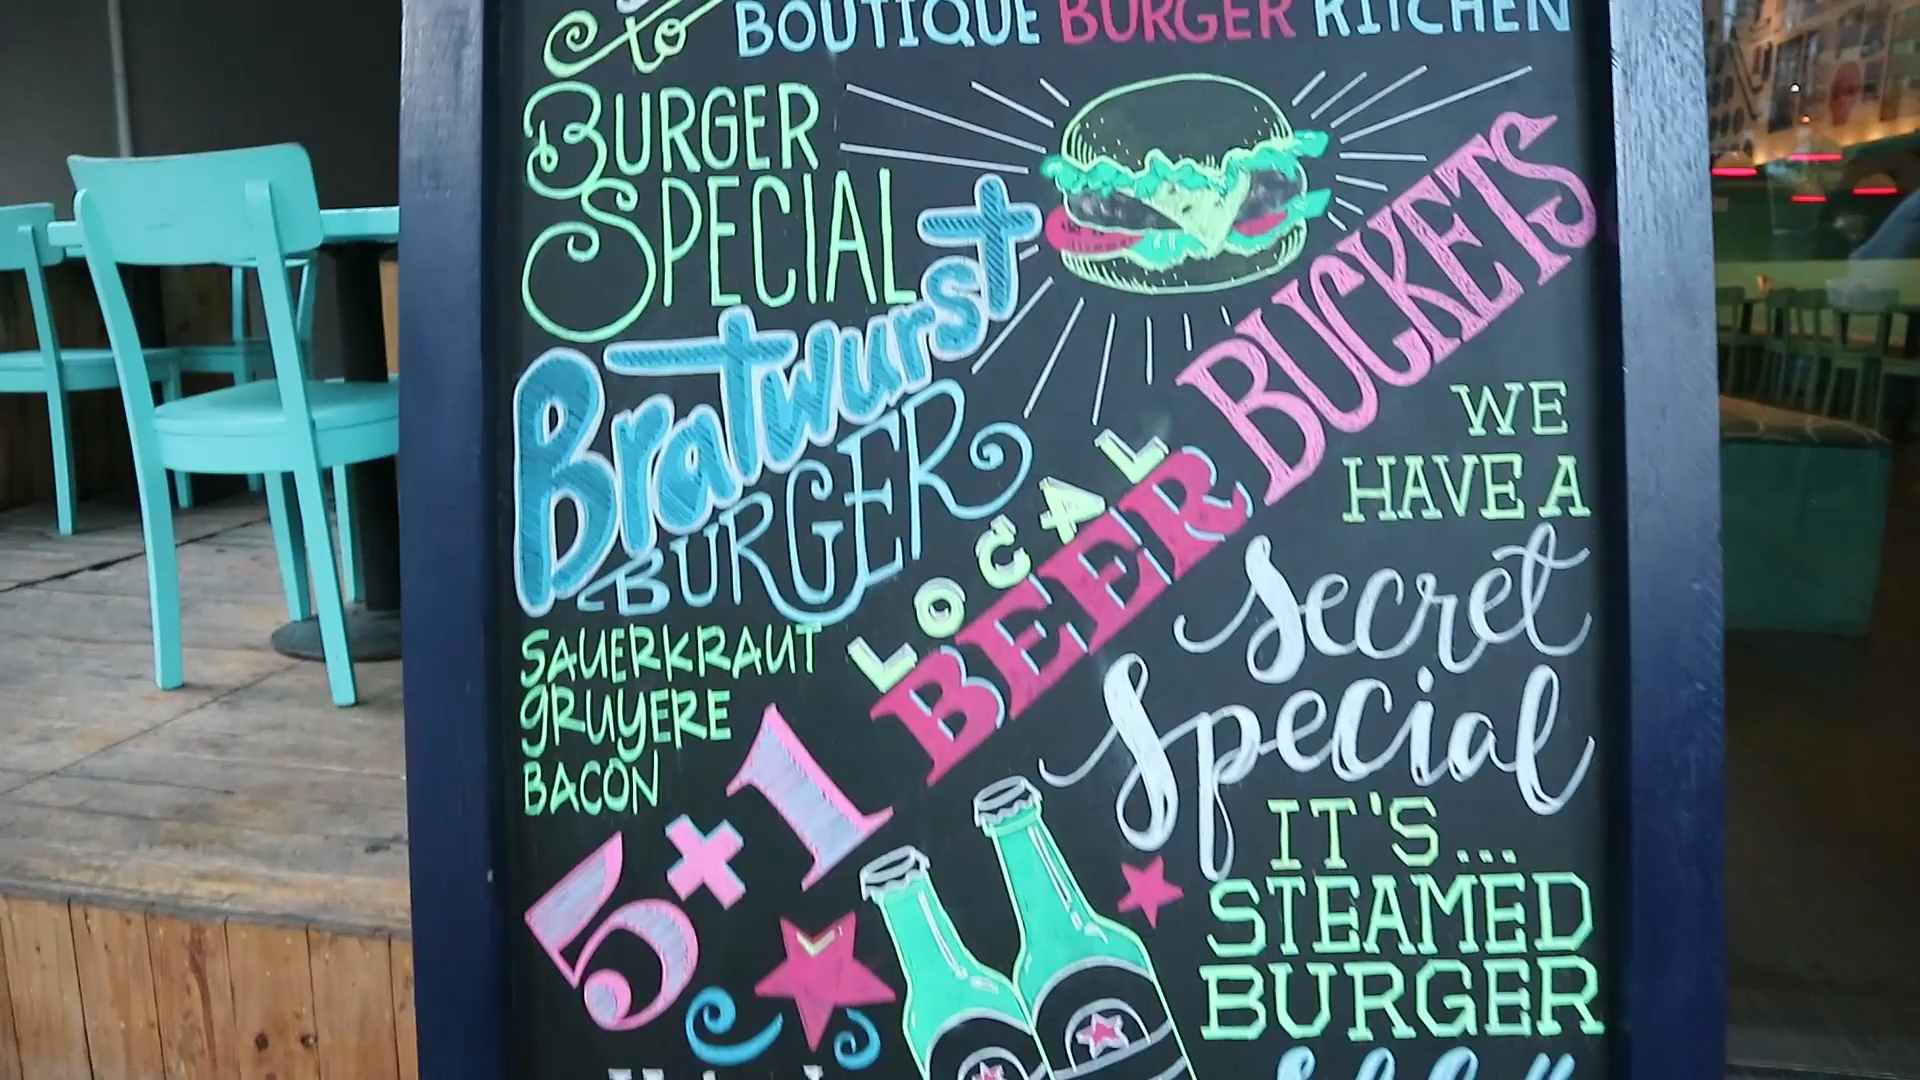 to
BOUTIQUE BURGER KITCHEN
BURGER
SPECIAL
Bratwurst
BURGER
SAUERKRAUT
GRUYERE
BACON
5+1
LOCAL
BEER BUCKETS
WE
HAVE A
Secret
Special
IT'S...
STEAMED
BURGER